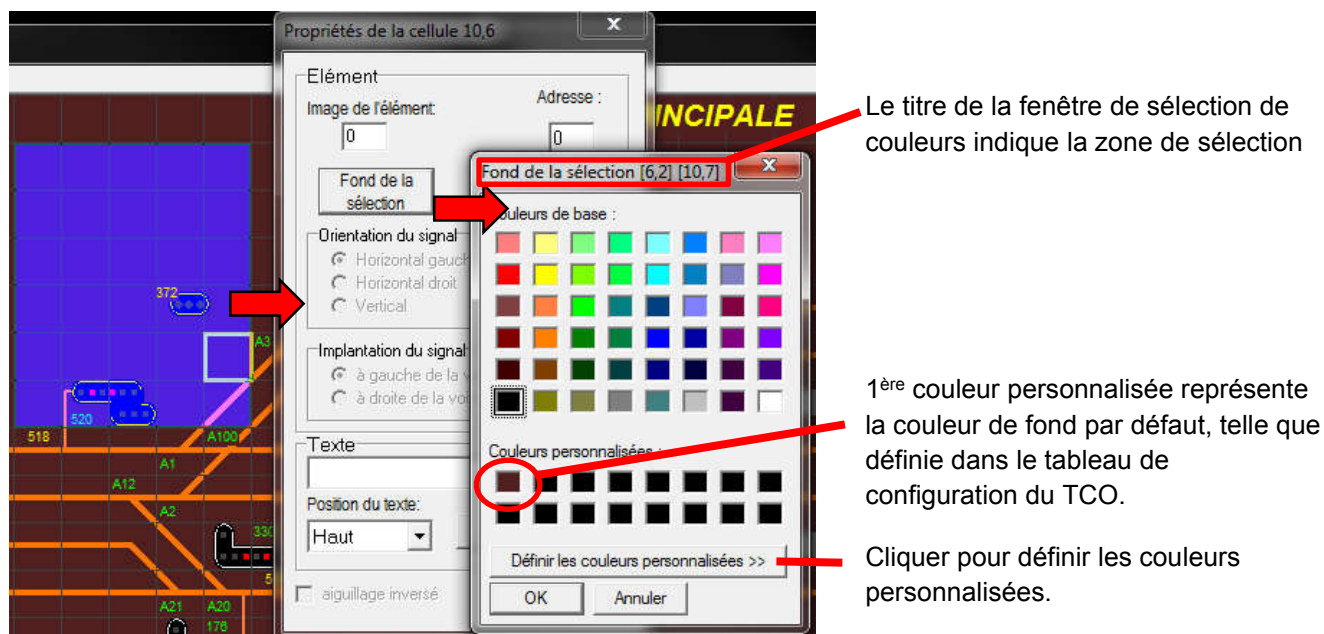 Propriétés de la cellule 10,6
x
Elément
Image de l'élément:
Adresse :
0
0
INCIPALE
Fond de la
sélection
Fond de la sélection [6,2] [10,7]
x
Couleurs de base :
Orientation du signal
Horizontal gauch
Horizontal droit
Vertical
372
A3
Implantation du signal
à gauche de la v
à droite de la voi
520
518
A100
A1
A12
A2
330
5
A21
A20
176
Texte
Position du texte:
Haut
aiguillage inversé
Couleurs personnalisées :
Définir les couleurs personnalisées >>
OK
Annuler
Le titre de la fenêtre de sélection de
couleurs indique la zone de sélection
1ère couleur personnalisée représente
la couleur de fond par défaut, telle que
définie dans le tableau de
configuration du TCO.
Cliquer pour définir les couleurs
personnalisées.